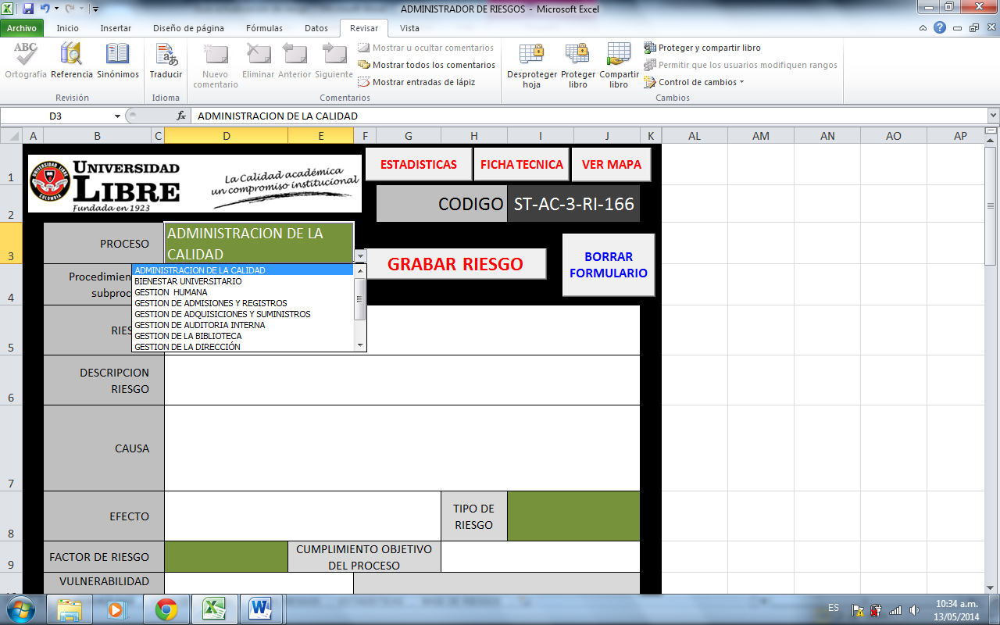 ADMINISTRADOR DE RIESGOS - Microsoft Excel
Archivo Inicio Insertar Diseño de página Fórmulas Datos Revisar Vista
Ortografía Referencia Sinónimos
Revisión
Traducir
Idioma
Nuevo comentario
Eliminar Anterior Siguiente
Mostrar u ocultar comentarios
Mostrar todos los comentarios
Mostrar entradas de lápiz
Comentarios
Desproteger hoja
Proteger libro
Compartir libro
Proteger y compartir libro
Permitir que los usuarios modifiquen rangos
Control de cambios
Cambios
D3 fx ADMINISTRACION DE LA CALIDAD
A B C D E F G H I J K AL AM AN AO AP
1
UNIVERSIDAD
LIBRE
Fundada en 1923
La Calidad académica
un compromiso institucional
ESTADISTICAS FICHA TECNICA VER MAPA
2
CODIGO ST-AC-3-RI-166
3
PROCESO
ADMINISTRACION DE LA
CALIDAD
GRABAR RIESGO
BORRAR
FORMULARIO
4
Procedimien
subproc
ADMINISTRACION DE LA CALIDAD
BIENESTAR UNIVERSITARIO
GESTION HUMANA
GESTION DE ADMISIONES Y REGISTROS
GESTION DE ADQUISICIONES Y SUMINISTROS
GESTION DE AUDITORIA INTERNA
GESTION DE LA BIBLIOTECA
GESTION DE LA DIRECCIÓN
5
RIES
6
DESCRIPCION
RIESGO
7
CAUSA
8
EFECTO
TIPO DE
RIESGO
9
FACTOR DE RIESGO
CUMPLIMIENTO OBJETIVO
DEL PROCESO
VULNERABILIDAD
ES
10:34 a.m.
13/05/2014